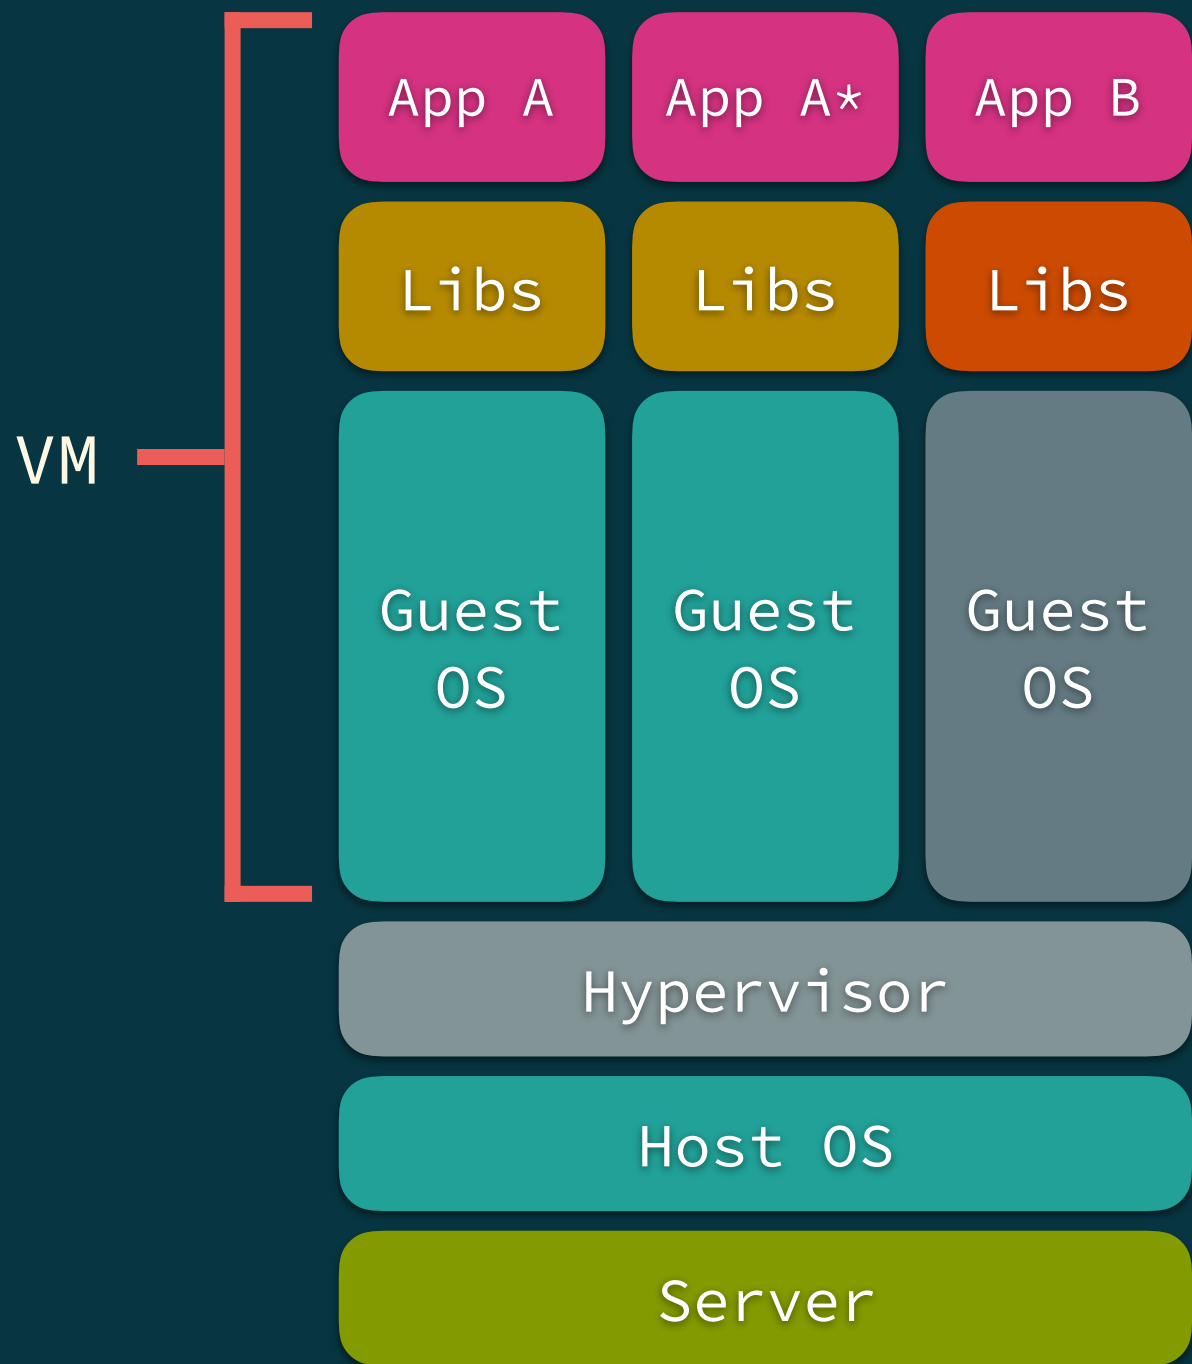 App A
App A*
App B
Libs
Libs
Libs
VM
Guest
OS
Guest
OS
Guest
OS
Hypervisor
Host OS
Server